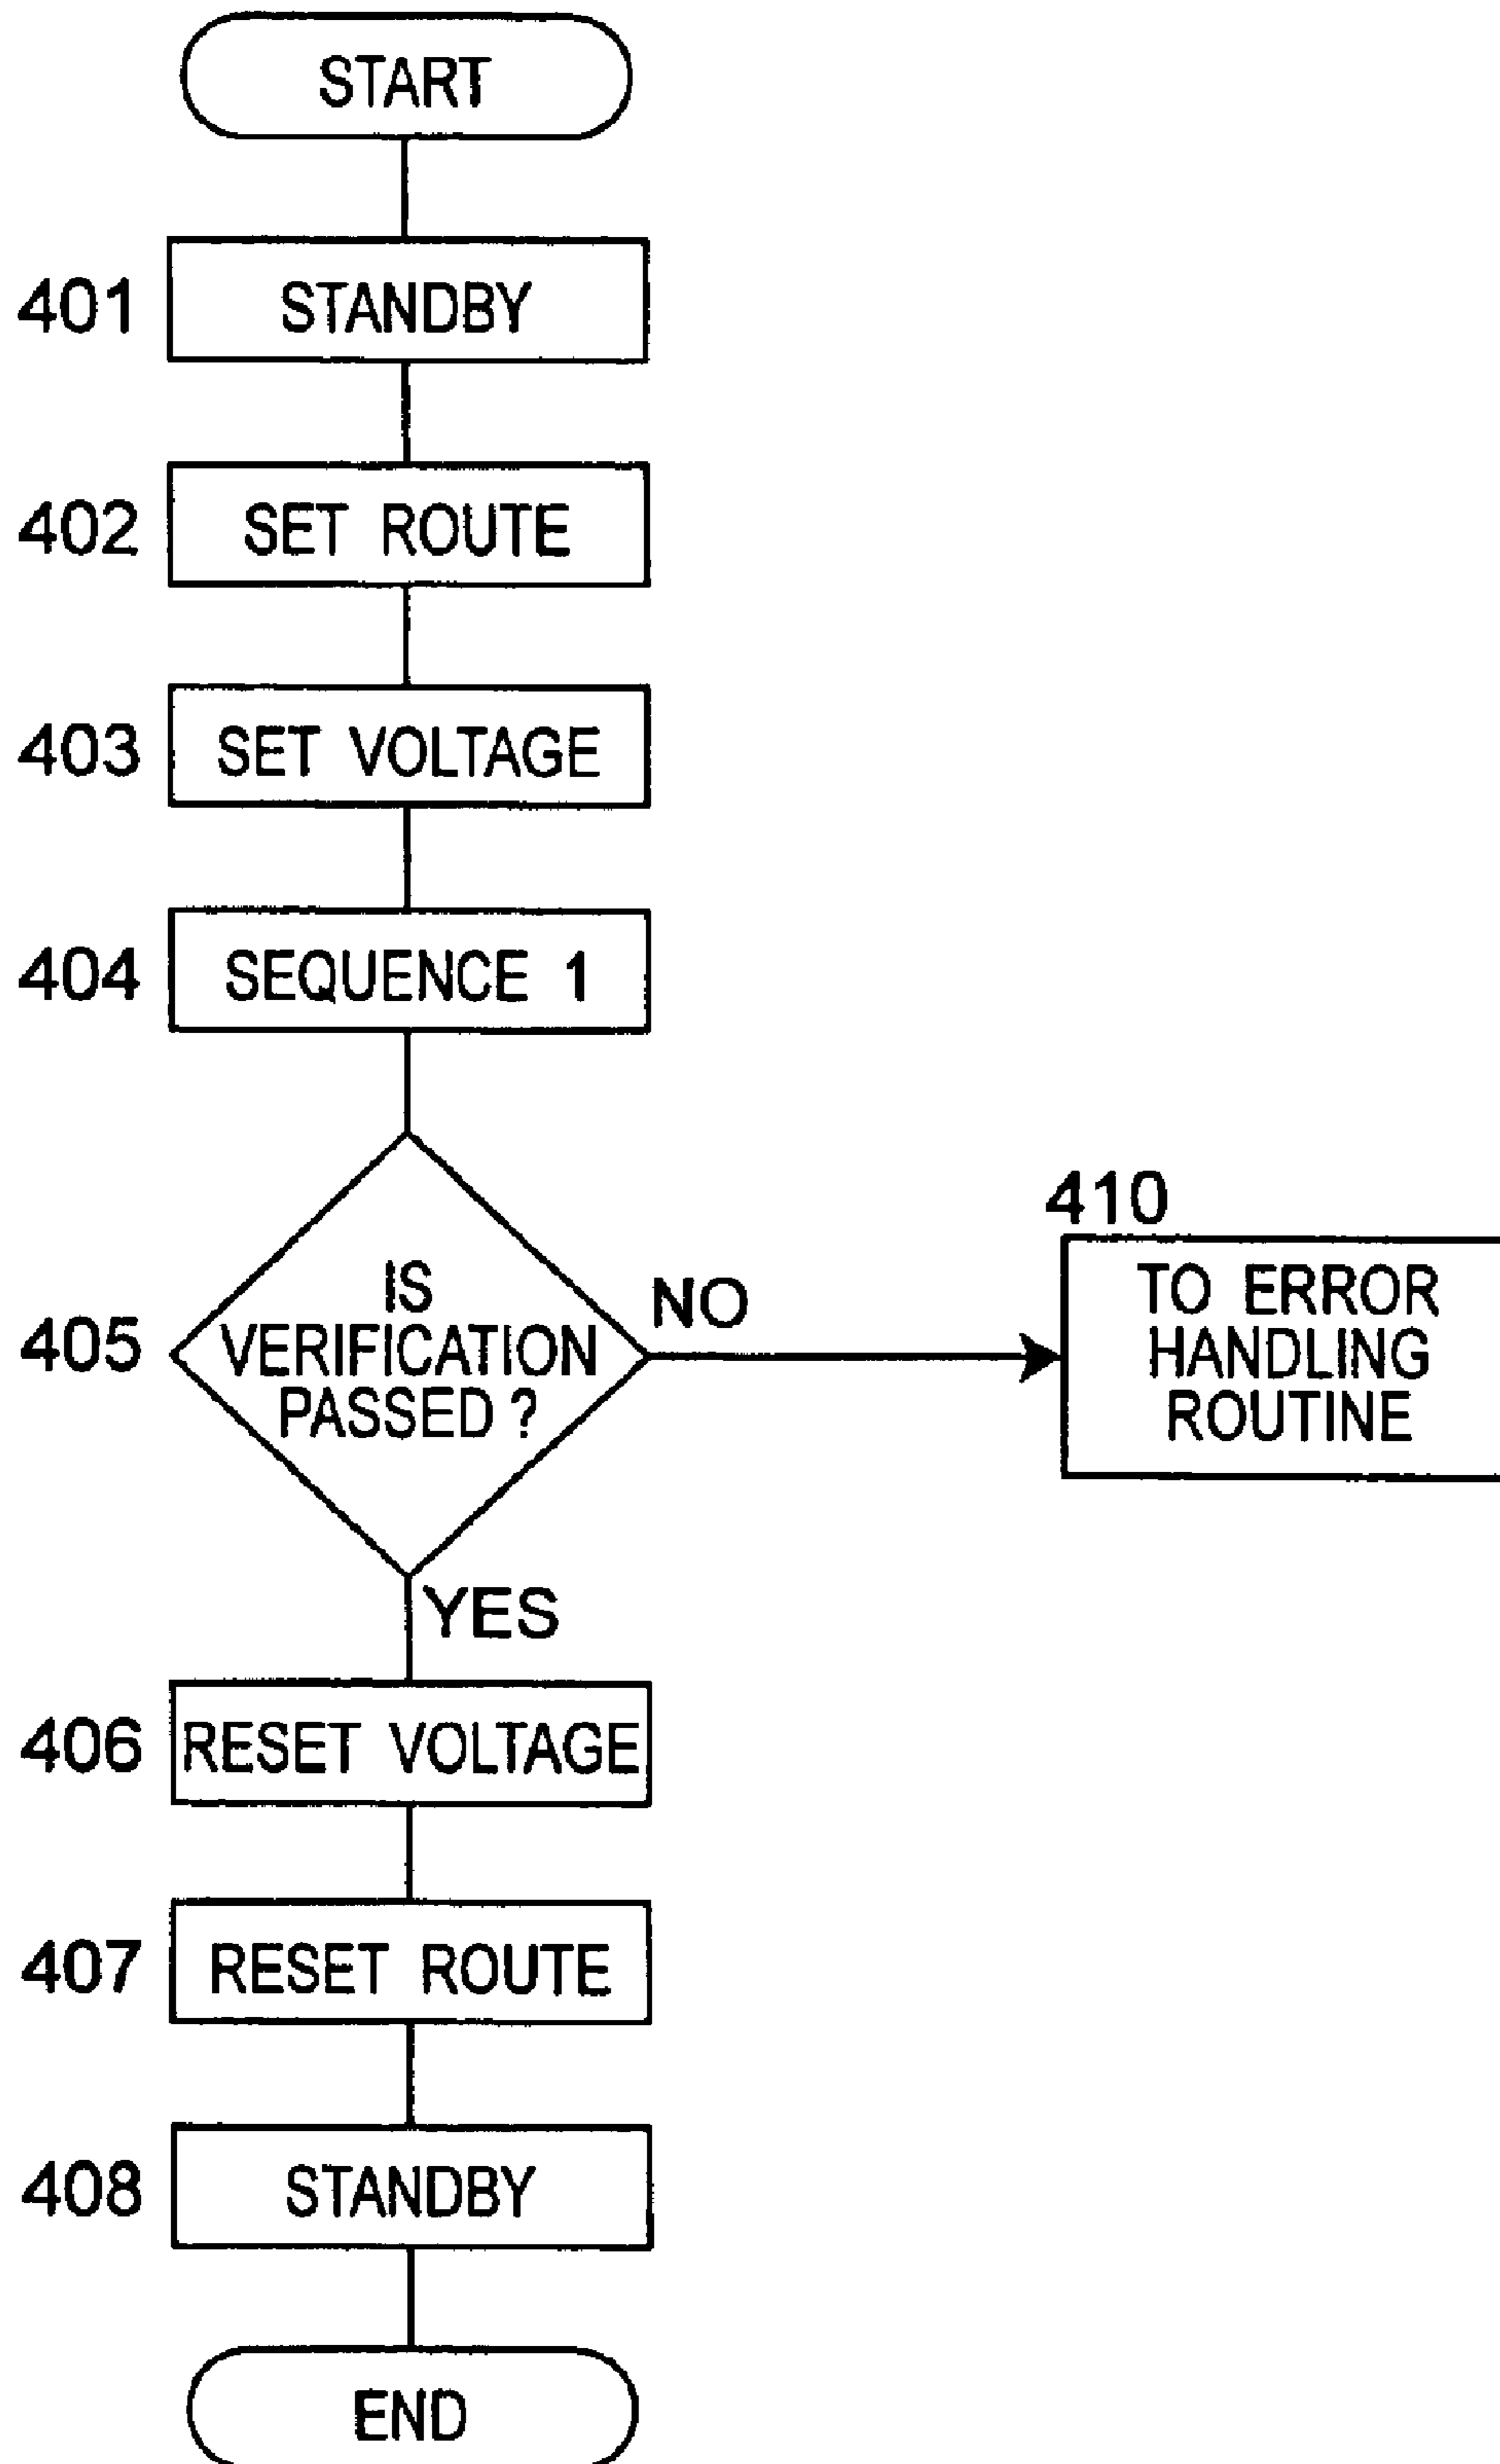 START
401
STANDBY
402
SET ROUTE
403
SET VOLTAGE
404
SEQUENCE 1
405
IS
VERIFICATION
PASSED ?
NO
410
TO ERROR
HANDLING
ROUTINE
YES
406
RESET VOLTAGE
407
RESET ROUTE
408
STANDBY
END